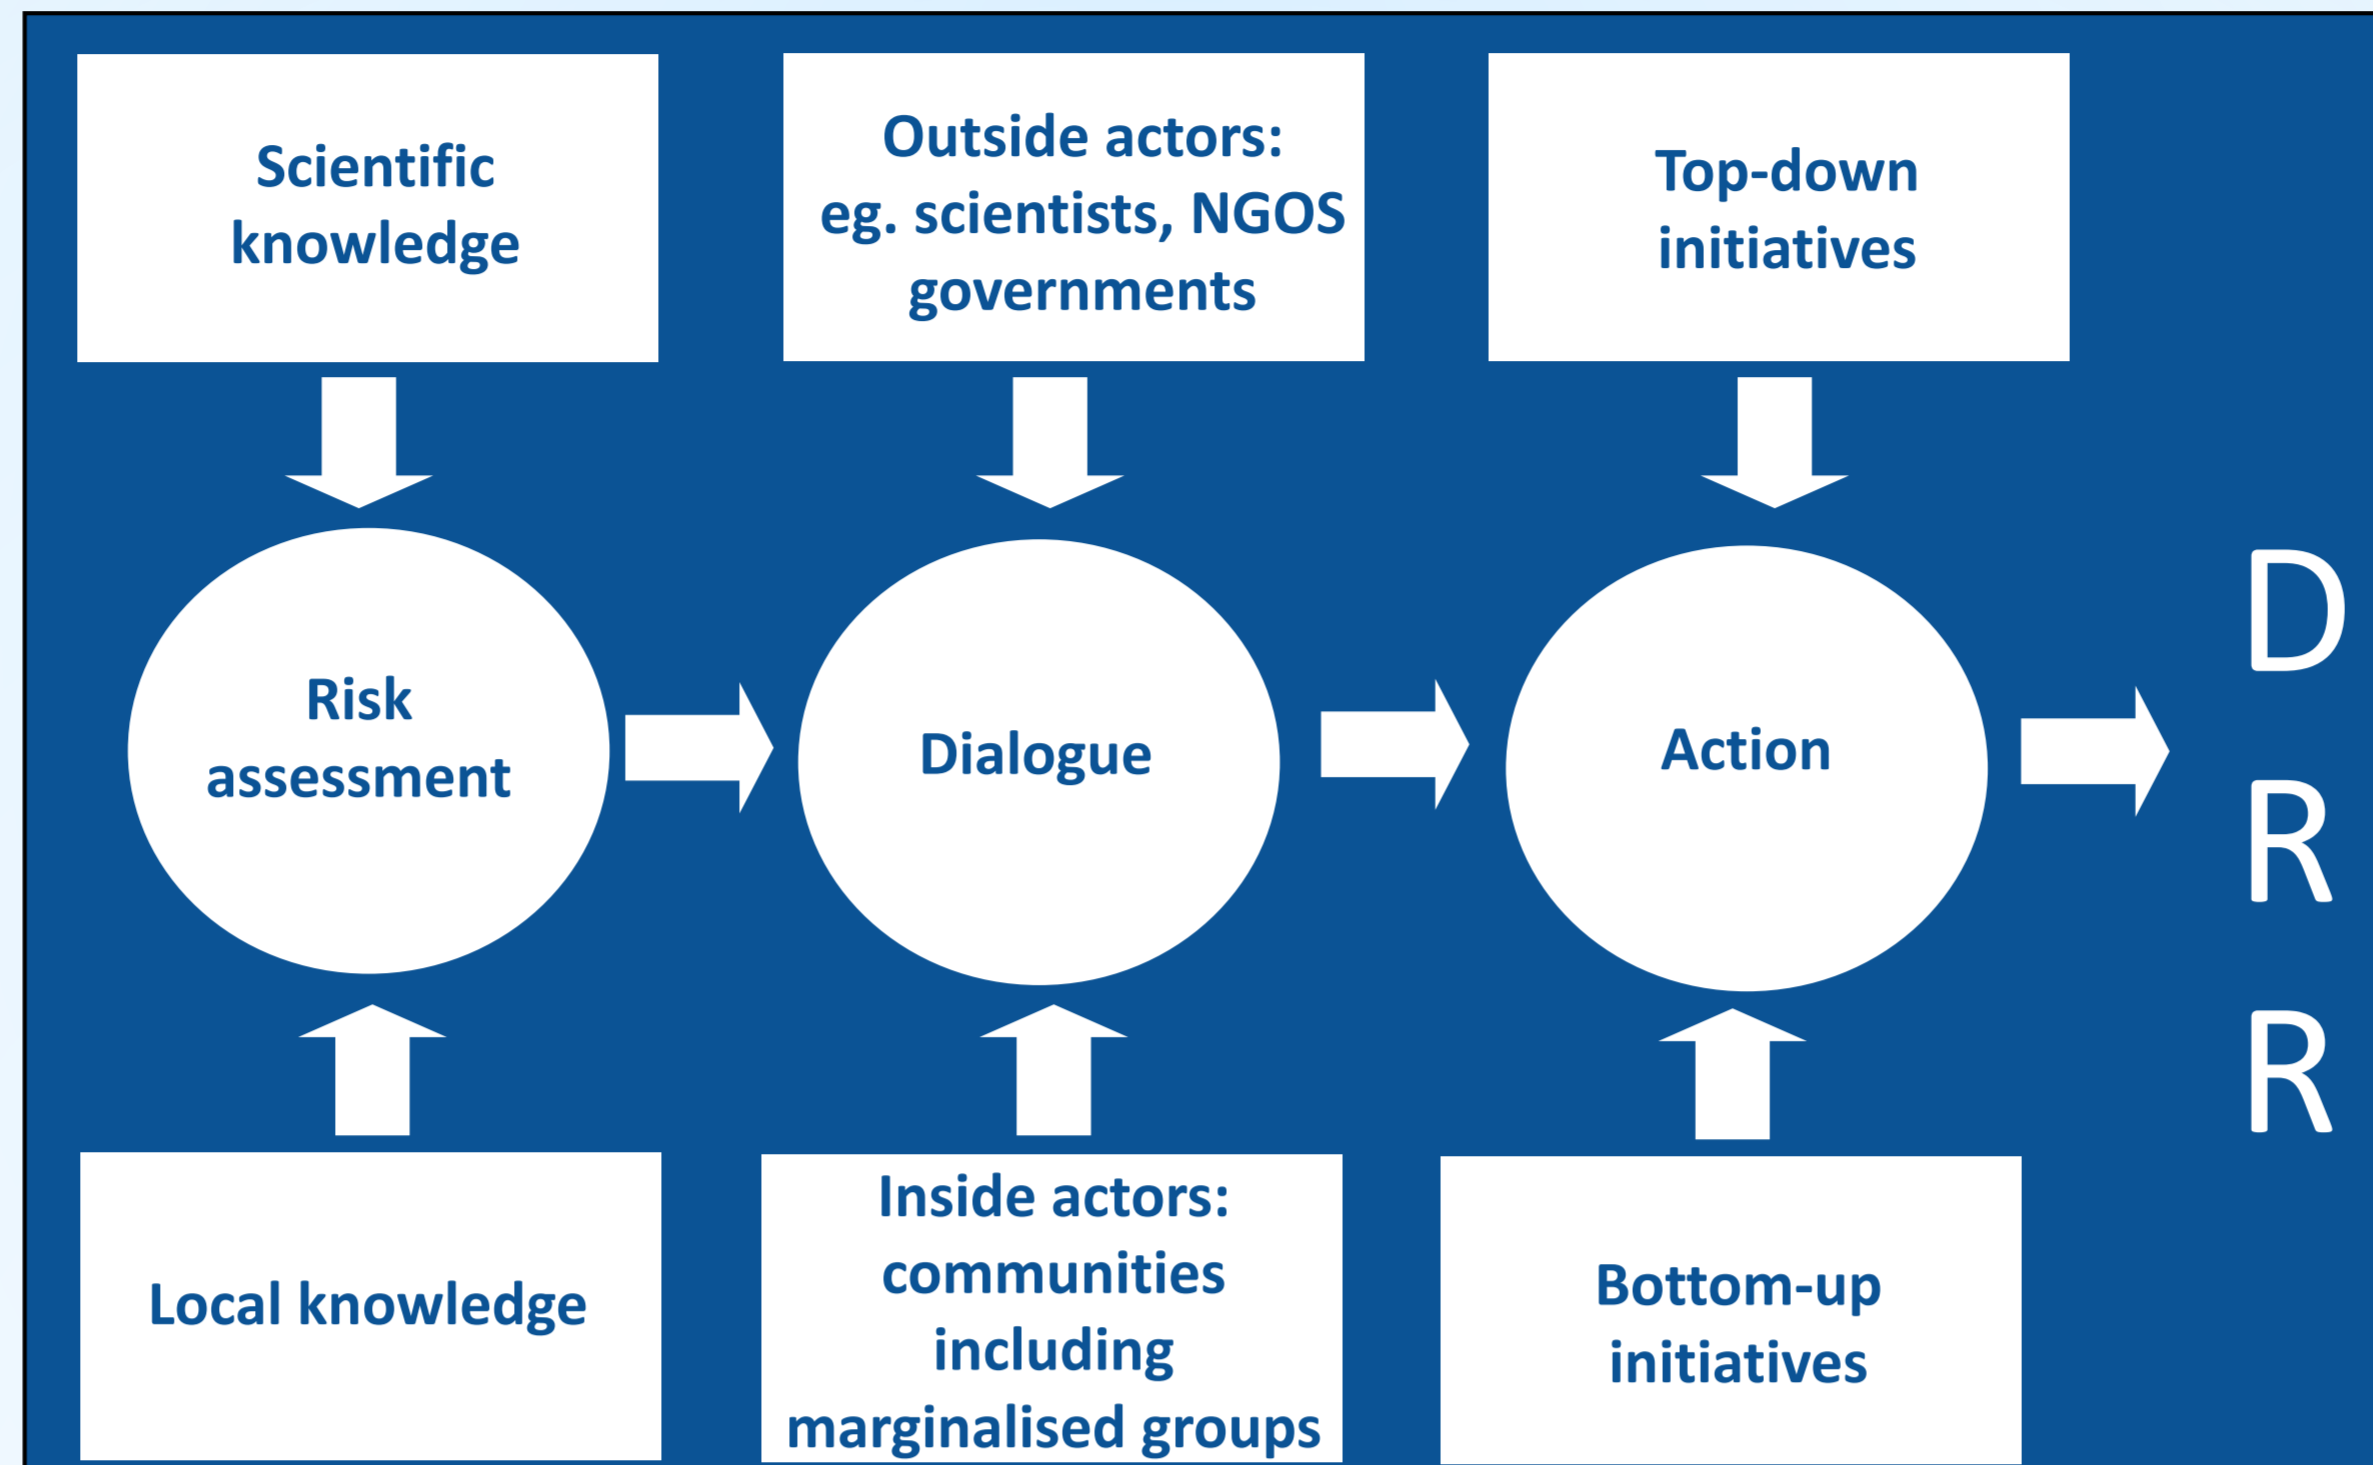 Scientific
knowledge
Outside actors:
eg. scientists, NGOS
governments
Top-down
initiatives
Risk
assessment
Dialogue
Action
D
R
R
Local knowledge
Inside actors:
communities
including
marginalised groups
Bottom-up
initiatives